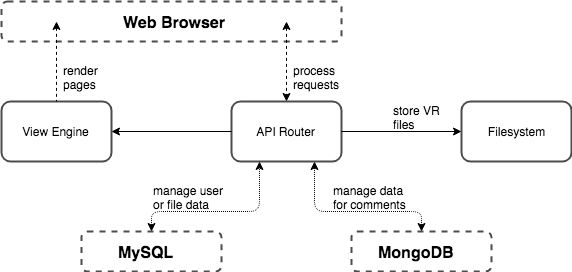 Web Browser
render
pages
process
requests
View Engine
API Router
store VR
files
Filesystem
manage user
or file data
manage data
for comments
MySQL
MongoDB